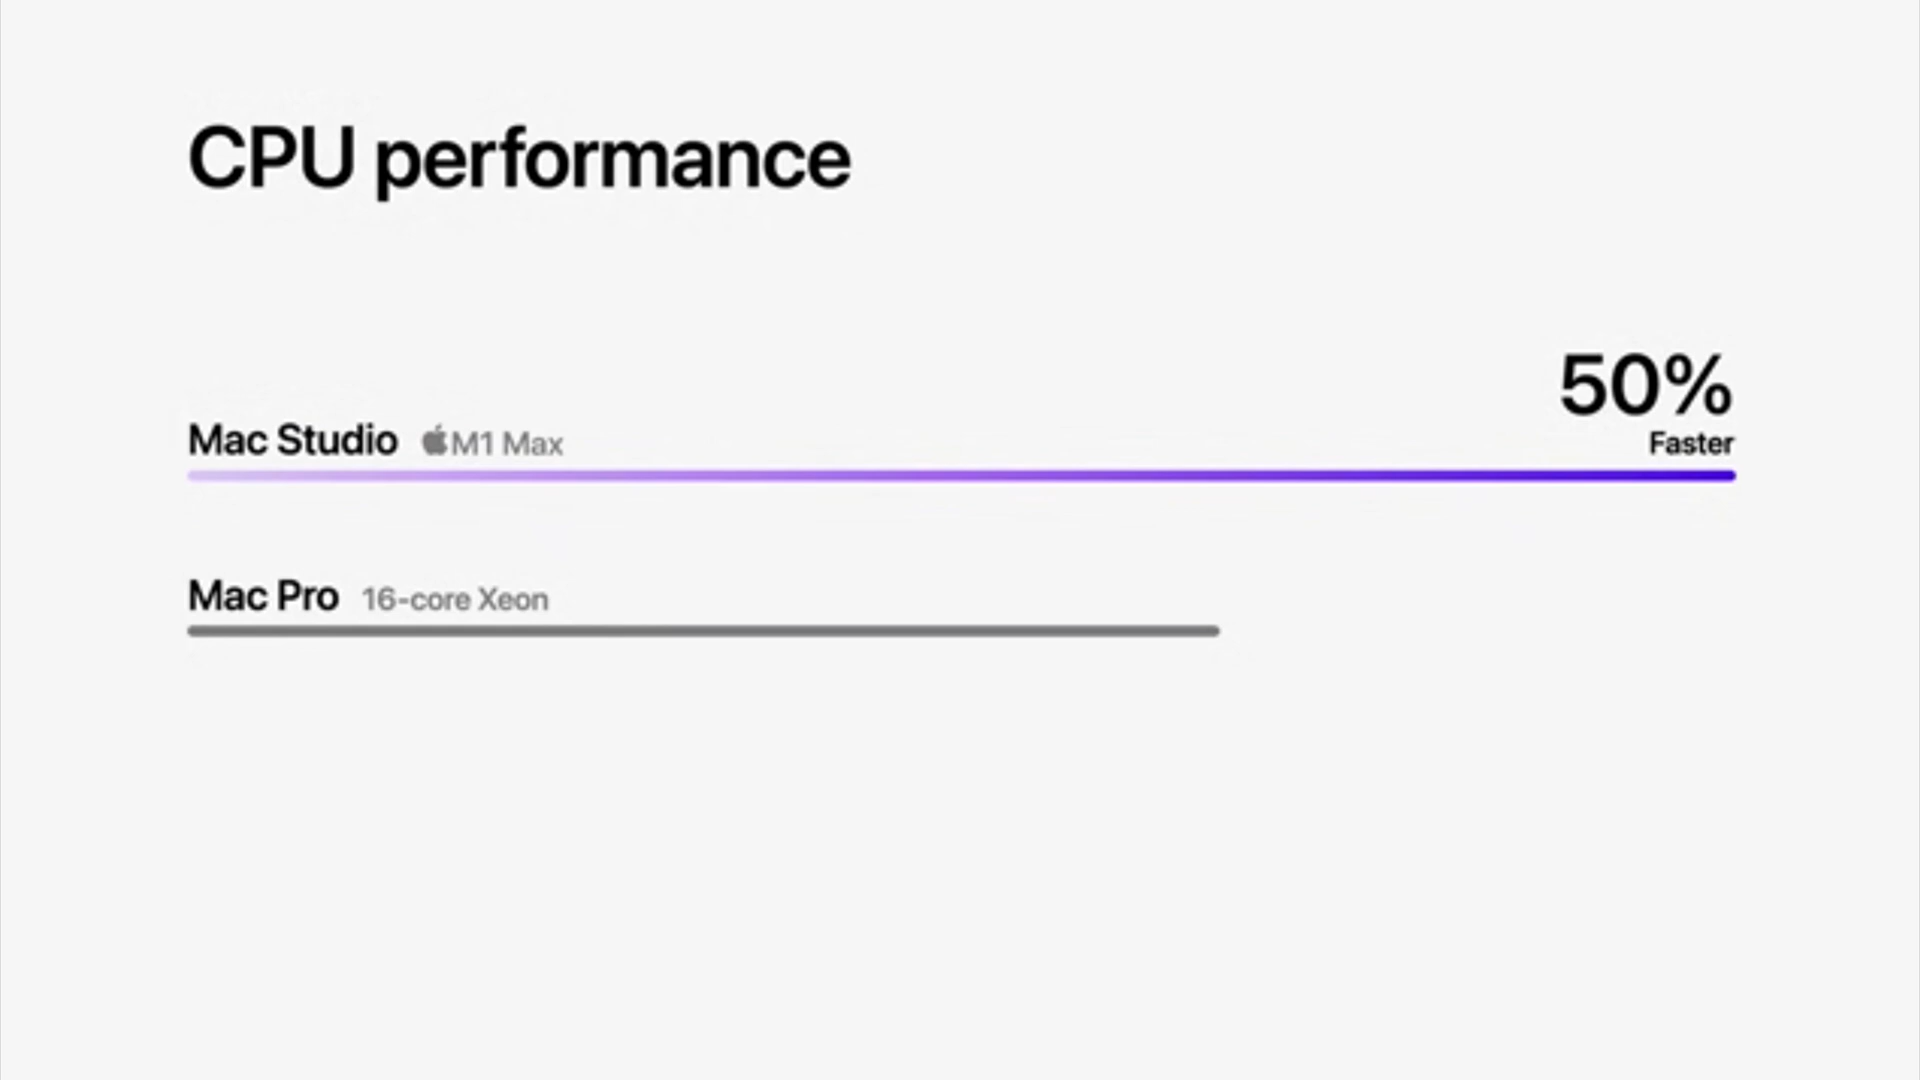 CPU performance
50%
Mac Studio M1 Max
Faster
Mac Pro 16-core Xeon